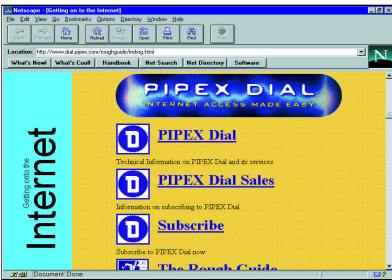 Netscape - [Getting on to the Internet]
File Edit View Go Bookmarks Options Directory Window Help
Back Forward Home Reload Images Open Print Find Stop
Location: http://www.dial.pipex.com/roughguide/indxrg.html
What's New! What's Cool! Handbook Net Search Net Directory Software
N
Getting onto the
Internet
PIPEX DIAL
INTERNET ACCESS MADE EASY
D PIPEX Dial
Technical Information on PIPEX Dial and its services
D PIPEX Dial Sales
Information on subscribing to PIPEX Dial
D Subscribe
Subscribe to PIPEX Dial now
The Rough Guide
Document: Done